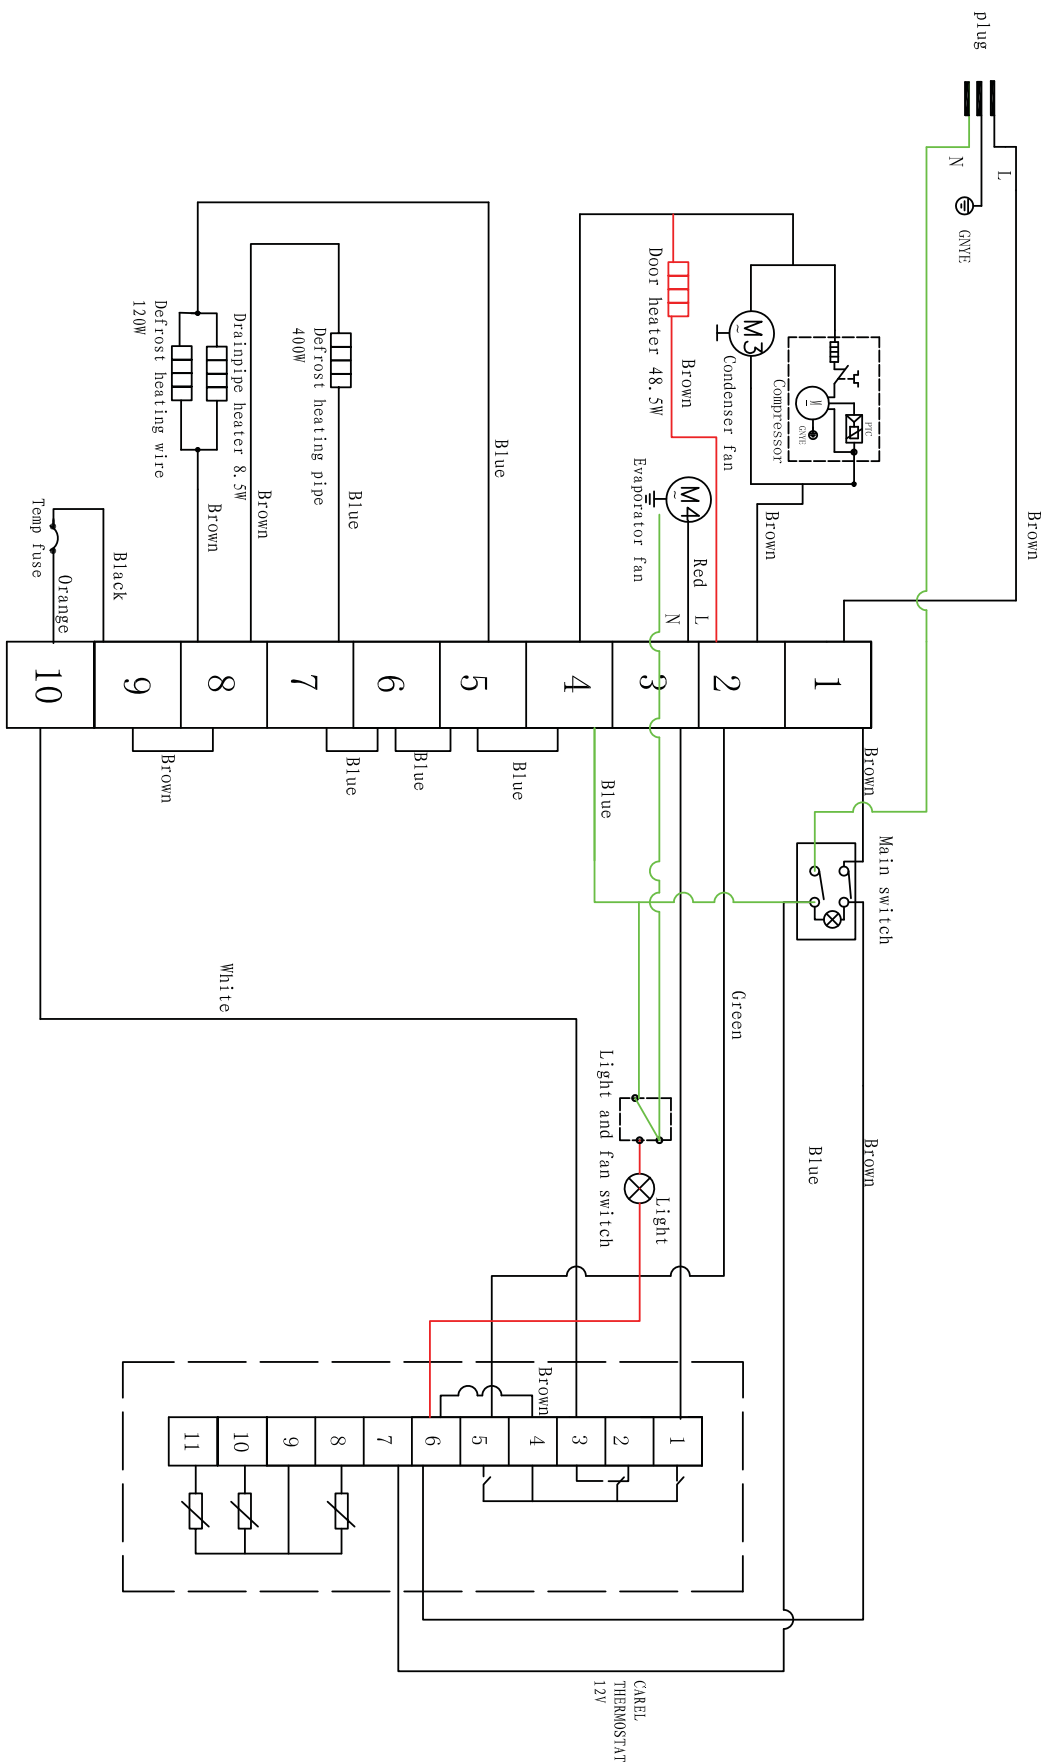 plug
L
N
GNYE
Brown
Door heater 48.5W
Brown
Condenser fan
M3
~
Compressor
M
GNYE
PTC
Evaporator fan
M4
~
Red
N
L
Brown
Blue
Defrost heating wire
120W
Drainpipe heater 8.5W
Defrost heating pipe
400W
Brown
Brown
Blue
Temp fuse
Orange
Black
10
9
8
7
6
5
4
3
2
1
Brown
Blue
Blue
Blue
Blue
Brown
Main switch
White
Green
Light and fan switch
Light
Blue
Brown
Brown
11
10
9
8
7
6
5
4
3
2
1
CAREL
THERMOSTAT
12V